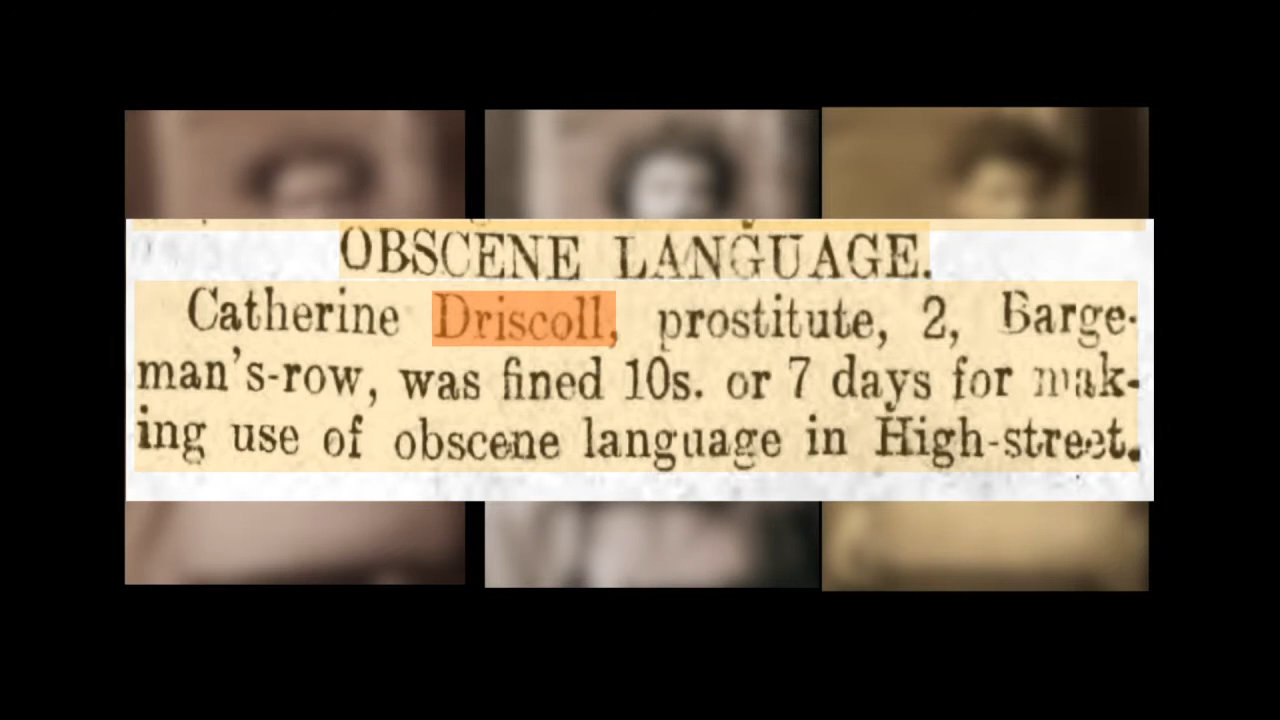 OBSCENE LANGUAGE.
Catherine Driscoll, prostitute, 2, Barge-
man's-row, was fined 10s. or 7 days for mak-
ing use of obscene language in High-street.